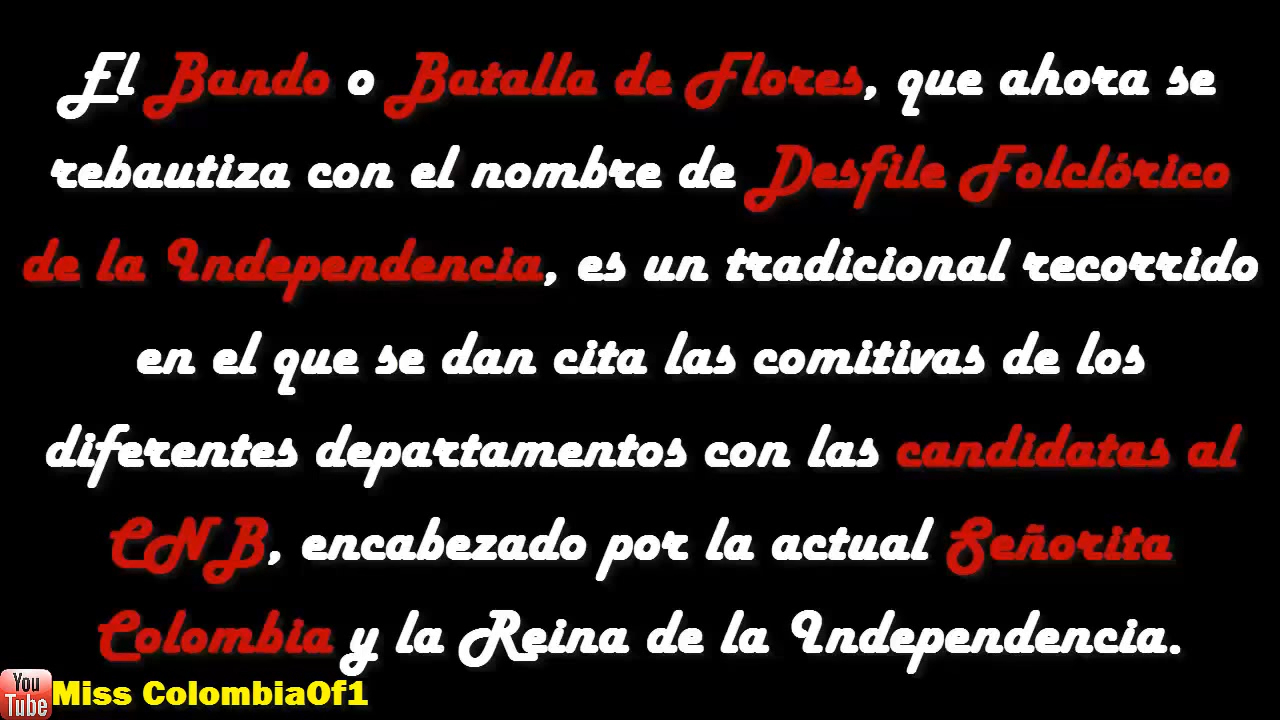 El Bando o Batalla de Flores, que ahora se
rebautiza con el nombre de Desfile Folclórico
de la Independencia, es un tradicional recorrido
en el que se dan cita las comitivas de los
diferentes departamentos con las candidatas al
CNB, encabezado por la actual Señorita
Colombia y la Reina de la Independencia.
You
Tube
Miss ColombiaOf1